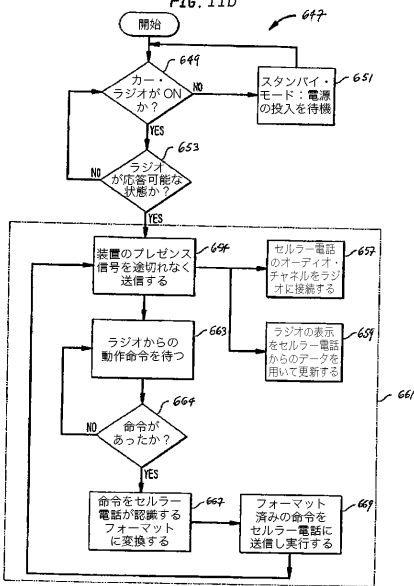 FIG. 11b
647
開始
649
カー・
ラジオが ON
か？
NO
YES
スタンバイ・
モード：電源
の投入を待機
651
653
ラジオ
が応答可能な
状態か？
NO
YES
装置のプレゼンス
信号を途切れなく
送信する
654
セルラー電話
のオーディオ・
チャネルをラジ
オに接続する
657
ラジオの表示
をセルラー電話
からのデータを
用いて更新する
659
661
ラジオからの
動作命令を待つ
663
664
命令が
あったか？
NO
YES
命令をセルラー
電話が認識する
フォーマット
に変換する
667
フォーマット
済みの命令を
セルラー電話に
送信し実行する
669